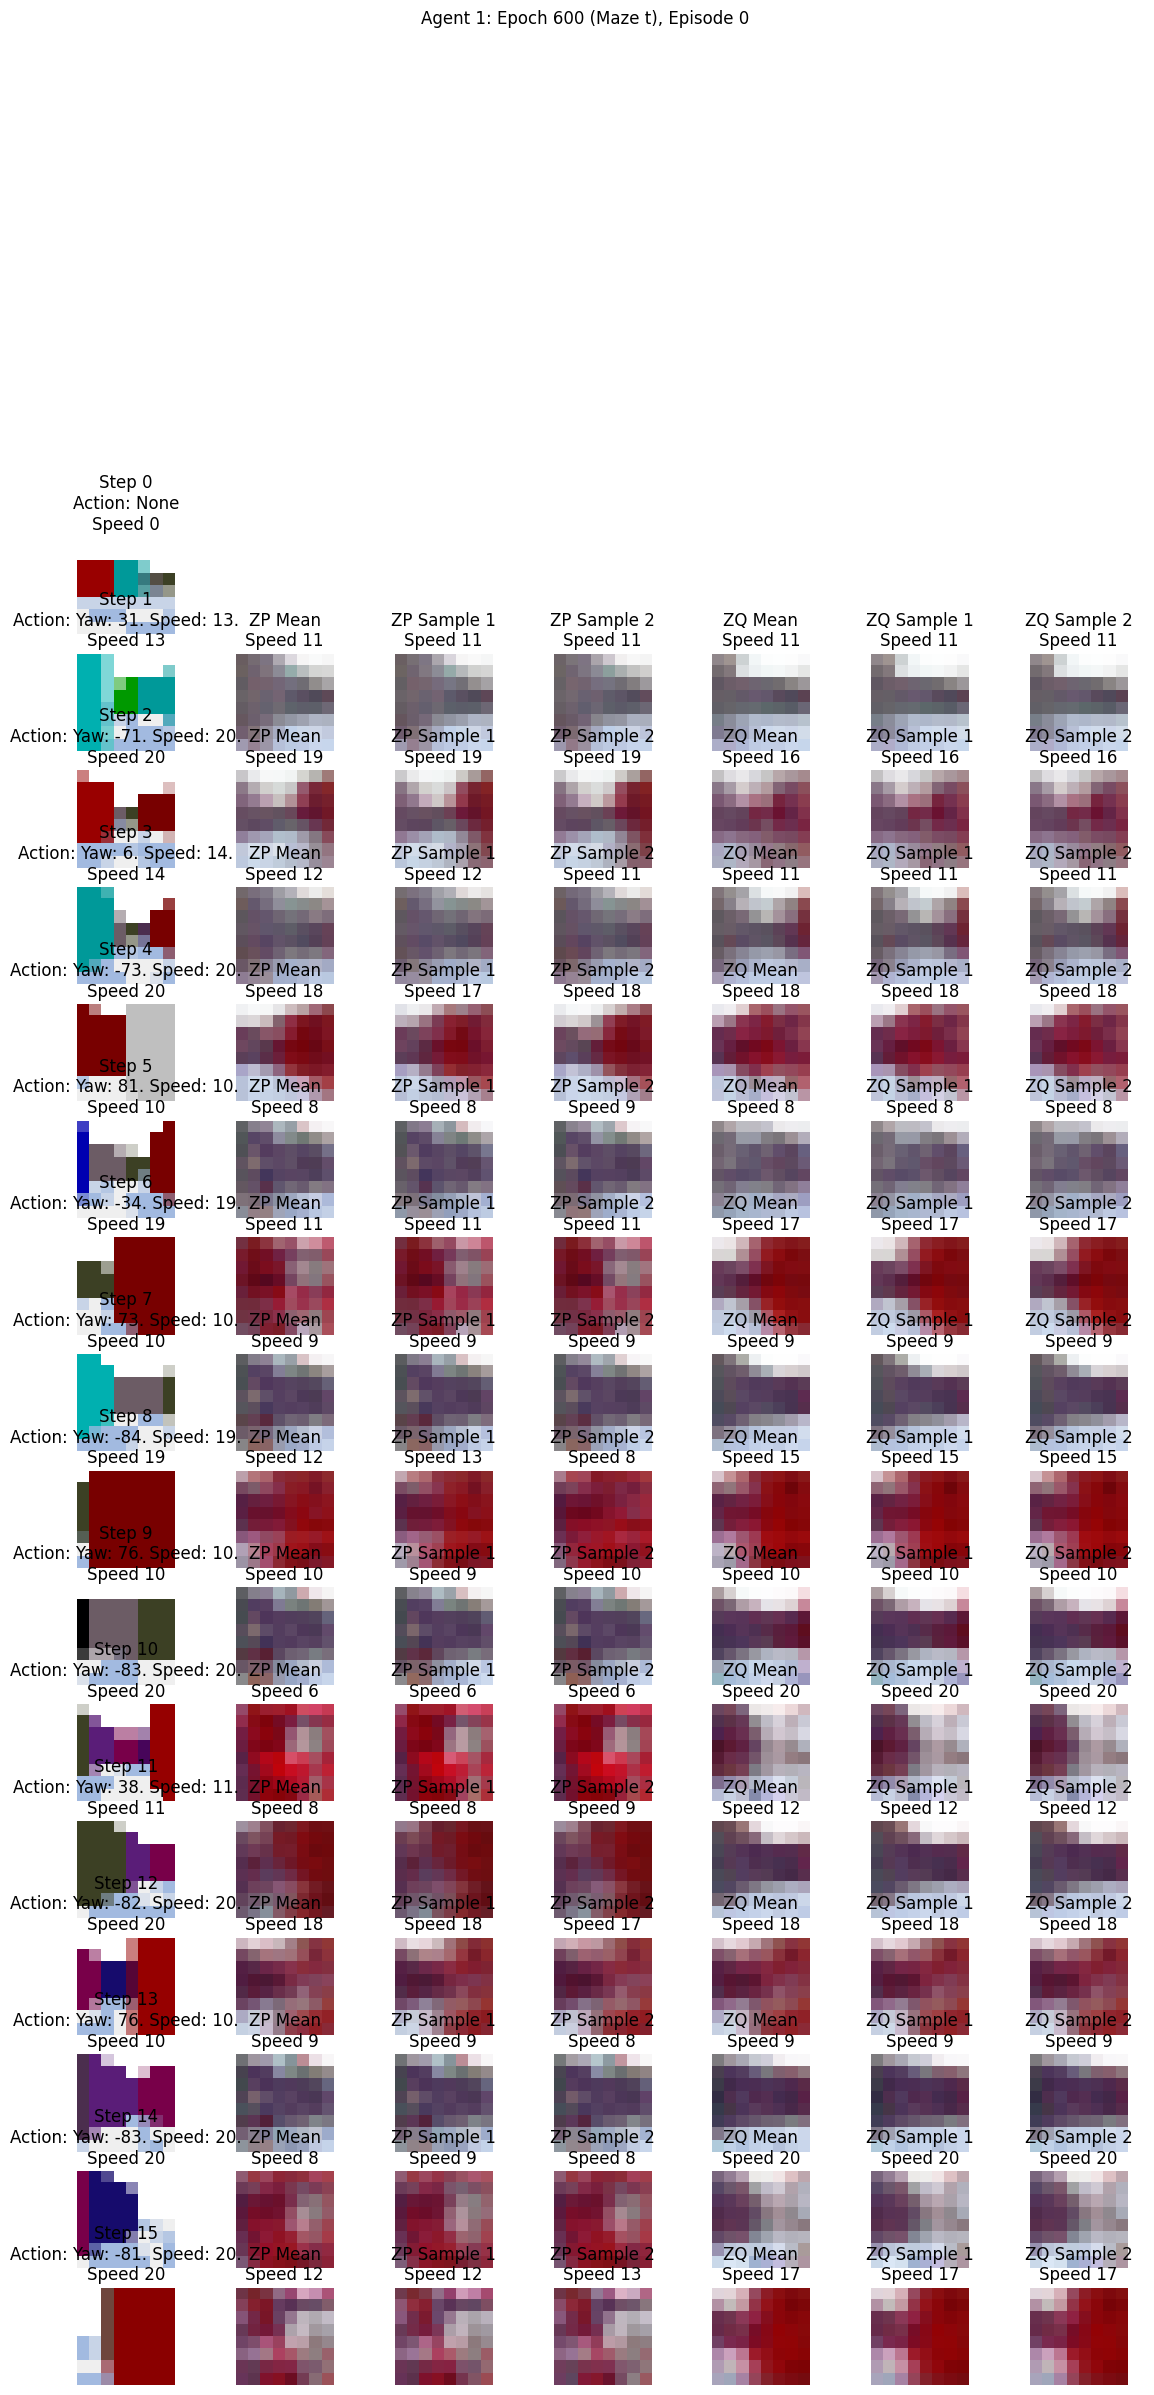 Agent 1: Epoch 600 (Maze t), Episode 0
Step 0
Action: None
Speed 0
Step 1
Action: Yaw: 31. Speed: 13. ZP Mean ZP Sample 1 ZP Sample 2 ZQ Mean ZQ Sample 1 ZQ Sample 2
Speed 13 Speed 11 Speed 11 Speed 11 Speed 11 Speed 11 Speed 11
Step 2
Action: Yaw: -71. Speed: 20. ZP Mean ZP Sample 1 ZP Sample 2 ZQ Mean ZQ Sample 1 ZQ Sample 2
Speed 20 Speed 19 Speed 19 Speed 19 Speed 16 Speed 16 Speed 16
Step 3
Action: Yaw: 6. Speed: 14. ZP Mean ZP Sample 1 ZP Sample 2 ZQ Mean ZQ Sample 1 ZQ Sample 2
Speed 14 Speed 12 Speed 12 Speed 11 Speed 11 Speed 11 Speed 11
Step 4
Action: Yaw: -73. Speed: 20. ZP Mean ZP Sample 1 ZP Sample 2 ZQ Mean ZQ Sample 1 ZQ Sample 2
Speed 20 Speed 18 Speed 17 Speed 18 Speed 18 Speed 18 Speed 18
Step 5
Action: Yaw: 81. Speed: 10. ZP Mean ZP Sample 1 ZP Sample 2 ZQ Mean ZQ Sample 1 ZQ Sample 2
Speed 10 Speed 8 Speed 8 Speed 9 Speed 8 Speed 8 Speed 8
Step 6
Action: Yaw: -34. Speed: 19. ZP Mean ZP Sample 1 ZP Sample 2 ZQ Mean ZQ Sample 1 ZQ Sample 2
Speed 19 Speed 11 Speed 11 Speed 11 Speed 17 Speed 17 Speed 17
Step 7
Action: Yaw: 73. Speed: 10. ZP Mean ZP Sample 1 ZP Sample 2 ZQ Mean ZQ Sample 1 ZQ Sample 2
Speed 10 Speed 9 Speed 9 Speed 9 Speed 9 Speed 9 Speed 9
Step 8
Action: Yaw: -84. Speed: 19. ZP Mean ZP Sample 1 ZP Sample 2 ZQ Mean ZQ Sample 1 ZQ Sample 2
Speed 19 Speed 12 Speed 13 Speed 8 Speed 15 Speed 15 Speed 15
Step 9
Action: Yaw: 76. Speed: 10. ZP Mean ZP Sample 1 ZP Sample 2 ZQ Mean ZQ Sample 1 ZQ Sample 2
Speed 10 Speed 10 Speed 9 Speed 10 Speed 10 Speed 10 Speed 10
Step 10
Action: Yaw: -83. Speed: 20. ZP Mean ZP Sample 1 ZP Sample 2 ZQ Mean ZQ Sample 1 ZQ Sample 2
Speed 20 Speed 6 Speed 6 Speed 6 Speed 20 Speed 20 Speed 20
Step 11
Action: Yaw: 38. Speed: 11. ZP Mean ZP Sample 1 ZP Sample 2 ZQ Mean ZQ Sample 1 ZQ Sample 2
Speed 11 Speed 8 Speed 8 Speed 9 Speed 12 Speed 12 Speed 12
Step 12
Action: Yaw: -82. Speed: 20. ZP Mean ZP Sample 1 ZP Sample 2 ZQ Mean ZQ Sample 1 ZQ Sample 2
Speed 20 Speed 18 Speed 18 Speed 17 Speed 18 Speed 18 Speed 18
Step 13
Action: Yaw: 76. Speed: 10. ZP Mean ZP Sample 1 ZP Sample 2 ZQ Mean ZQ Sample 1 ZQ Sample 2
Speed 10 Speed 9 Speed 9 Speed 8 Speed 9 Speed 9 Speed 9
Step 14
Action: Yaw: -83. Speed: 20. ZP Mean ZP Sample 1 ZP Sample 2 ZQ Mean ZQ Sample 1 ZQ Sample 2
Speed 20 Speed 8 Speed 9 Speed 8 Speed 20 Speed 20 Speed 20
Step 15
Action: Yaw: -81. Speed: 20. ZP Mean ZP Sample 1 ZP Sample 2 ZQ Mean ZQ Sample 1 ZQ Sample 2
Speed 20 Speed 12 Speed 12 Speed 13 Speed 17 Speed 17 Speed 17